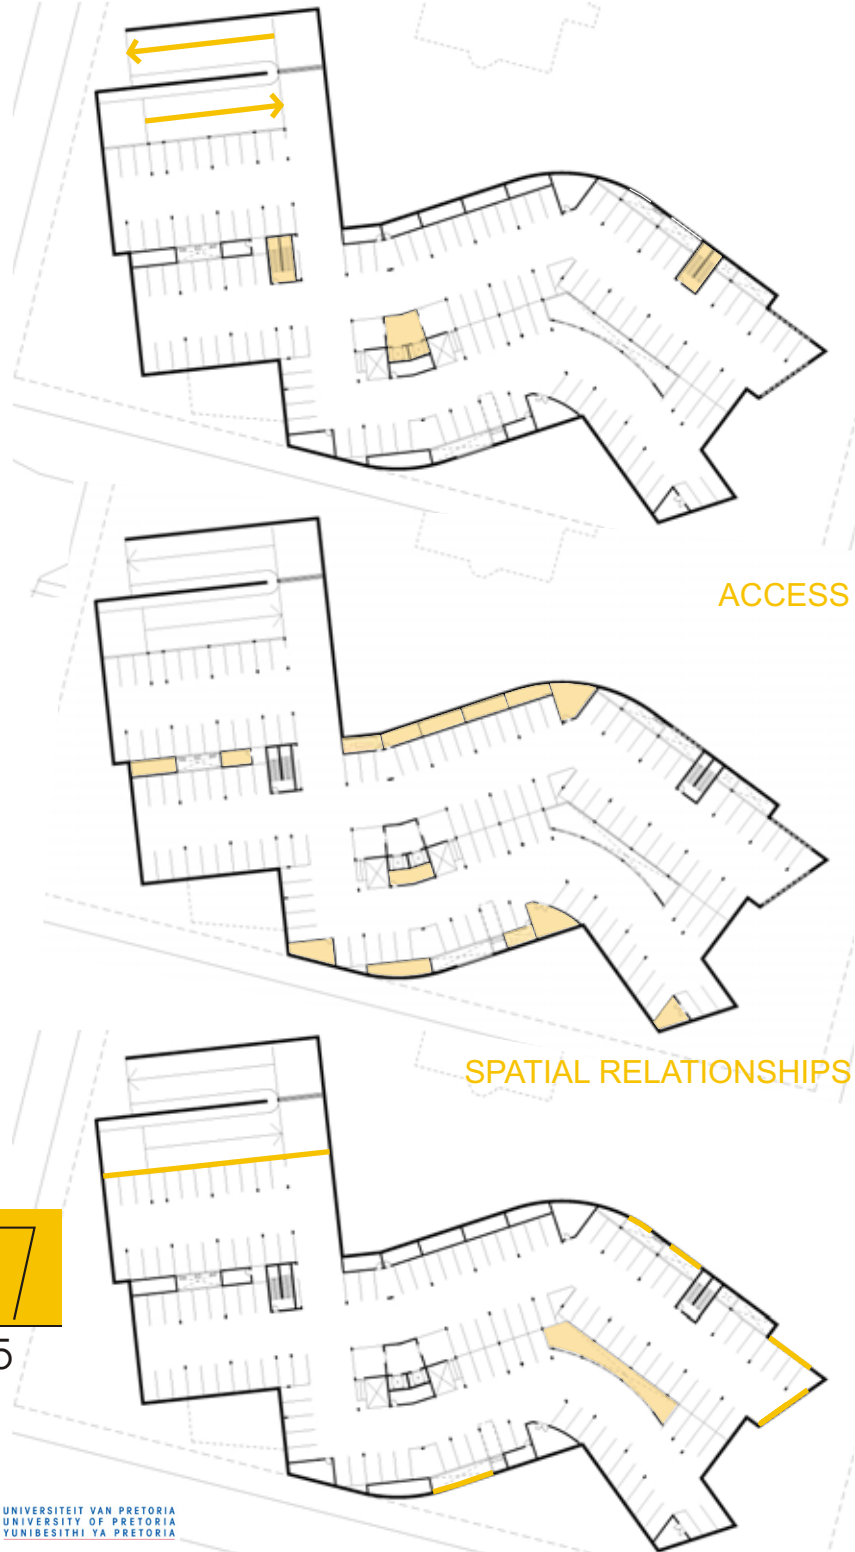 ACCESS
SPATIAL RELATIONSHIPS
7
5
UNIVERSITEIT VAN PRETORIA
UNIVERSITY OF PRETORIA
YUNIBESITHI YA PRETORIA